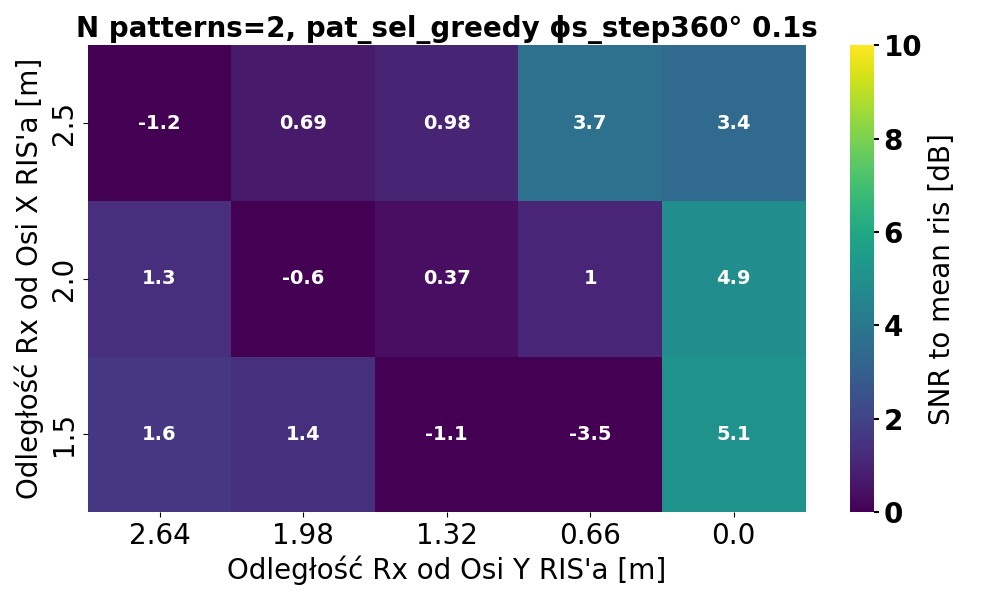 N patterns=2, pat_sel_greedy ϕs_step360° 0.1s
Odległość Rx od Osi X RIS'a [m]
2.5
2.0
1.5
-1.2 0.69 0.98 3.7 3.4
1.3 -0.6 0.37 1 4.9
1.6 1.4 -1.1 -3.5 5.1
2.64 1.98 1.32 0.66 0.0
Odległość Rx od Osi Y RIS'a [m]
10
8
6
4
2
0
SNR to mean ris [dB]